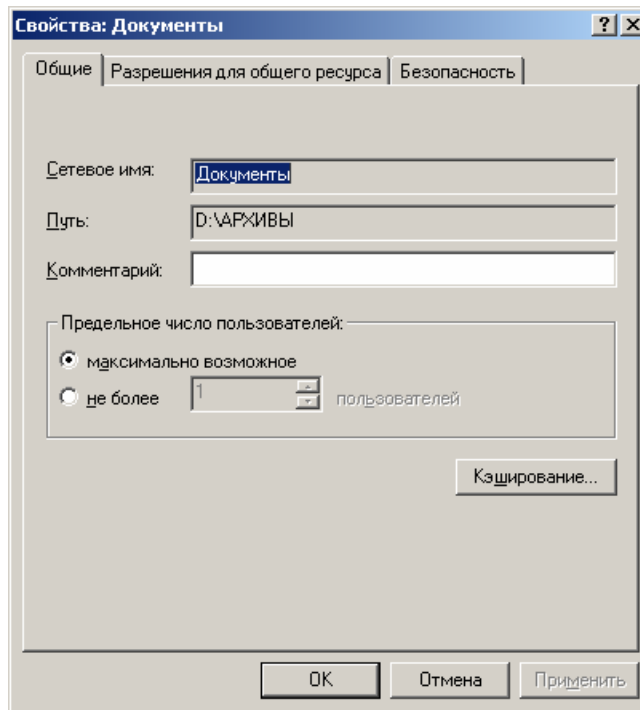 Свойства: Документы
Общие Разрешения для общего ресурса Безопасность
Сетевое имя: Документы
Путь: D:\АРХИВЫ
Комментарий:
Предельное число пользователей:
максимально возможное
не более 1 пользователей
Кэширование...
OK Отмена Применить